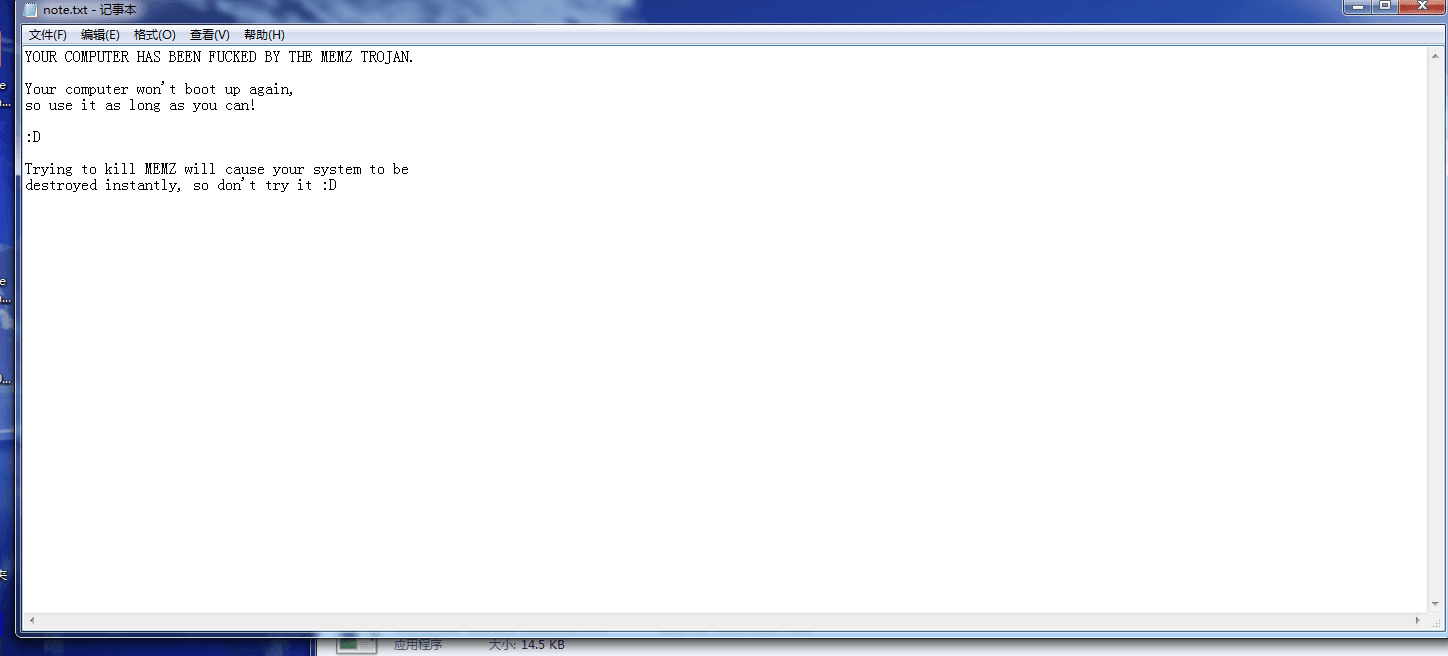 note.txt - 记事本
文件(F) 编辑(E) 格式(O) 查看(V) 帮助(H)
YOUR COMPUTER HAS BEEN FUCKED BY THE MEMZ TROJAN.
Your computer won't boot up again,
so use it as long as you can!
:D
Trying to kill MEMZ will cause your system to be
destroyed instantly, so don't try it :D
应用程序 大小: 14.5 KB